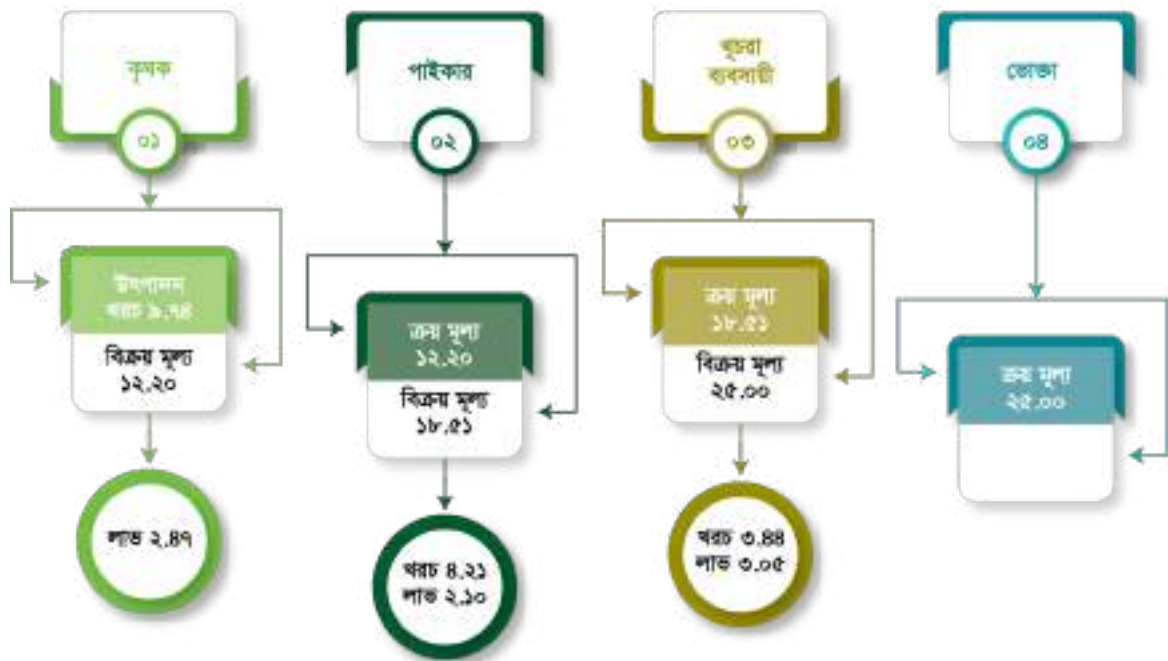 কৃষক
০১
উৎপাদন
খরচ ৯.৭৪
বিক্রয় মূল্য
১২.২০
লাভ ২.৪৭
পাইকার
০২
ক্রয় মূল্য
১২.২০
বিক্রয় মূল্য
১৮.৫১
খরচ ৪.২১
লাভ ২.১০
খুচরা
ব্যবসায়ী
০৩
ক্রয় মূল্য
১৮.৫১
বিক্রয় মূল্য
২৫.০০
খরচ ৩.৪৪
লাভ ৩.০৫
ভোক্তা
০৪
ক্রয় মূল্য
২৫.০০